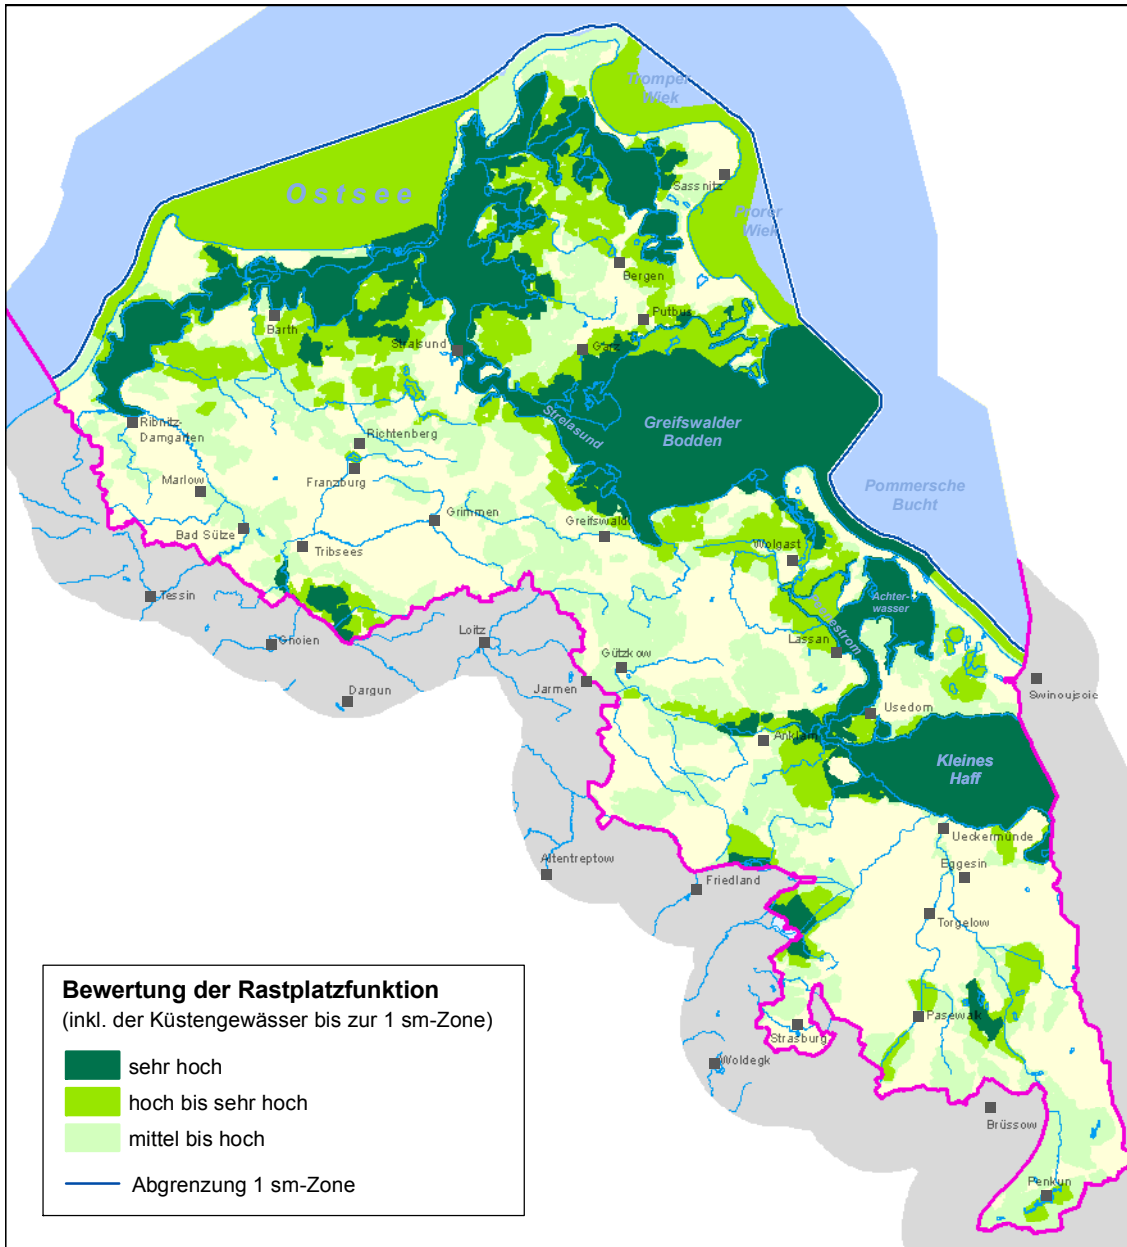 Tromper
Wiek
Ostsee
Sassnitz
Prorer
Wiek
Bergen
Putbus
Barth
Stralsund
Garz
Strelasund
Greifswalder
Bodden
Ribnitz-
Damgarten
Richtenberg
Marlow
Franzburg
Pommersche
Bucht
Grimmen
Greifswald
Bad Sülze
Tribsees
Wolgast
Tessin
Achter-
wasser
Peenestrom
Gnoien
Loitz
Lassan
Gützkow
Dargun
Jarmen
Swinoujscie
Usedom
Anklam
Kleines
Haff
Ueckermünde
Altentreptow
Eggesin
Friedland
Torgelow
Pasewalk
Strasburg
Woldegk
Brüssow
Penkun
Bewertung der Rastplatzfunktion
(inkl. der Küstengewässer bis zur 1 sm-Zone)
sehr hoch
hoch bis sehr hoch
mittel bis hoch
Abgrenzung 1 sm-Zone